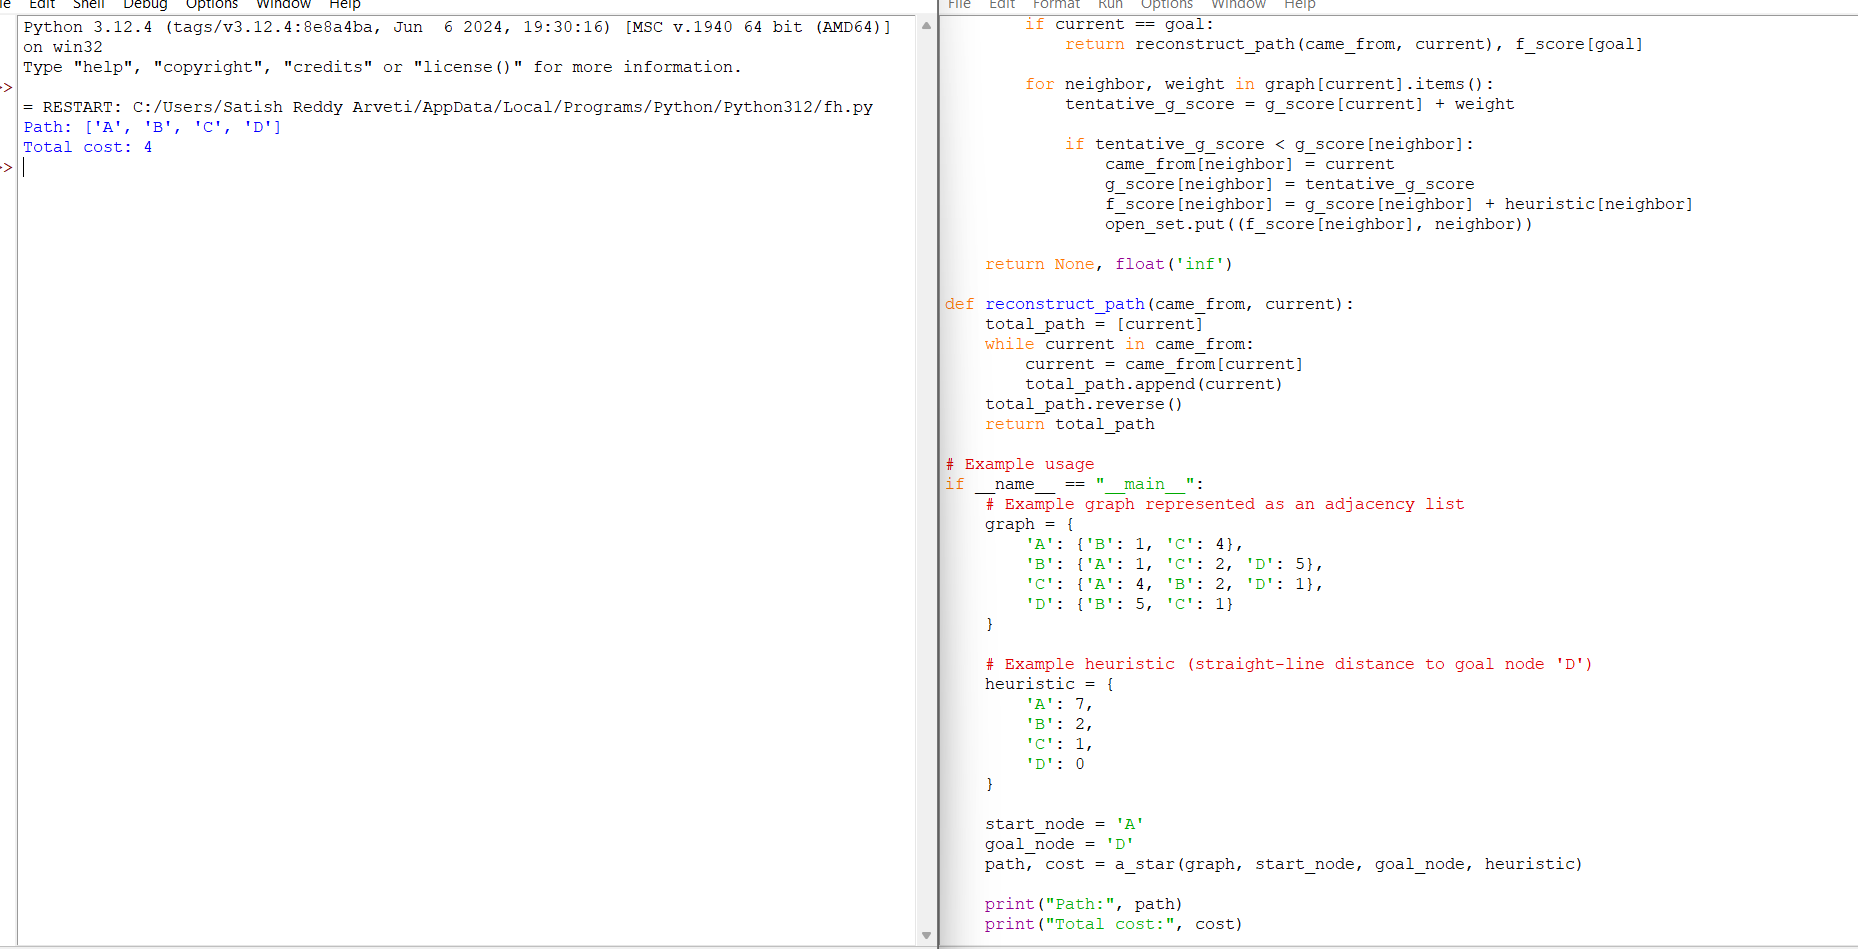 le Edit Shell Debug Options Window Help
Python 3.12.4 (tags/v3.12.4:8e8a4ba, Jun  6 2024, 19:30:16) [MSC v.1940 64 bit (AMD64)]
on win32
Type "help", "copyright", "credits" or "license()" for more information.
>
= RESTART: C:/Users/Satish Reddy Arveti/AppData/Local/Programs/Python/Python312/fh.py
Path: ['A', 'B', 'C', 'D']
Total cost: 4
>
File Edit Format Run Options Window Help
        if current == goal:
            return reconstruct_path(came_from, current), f_score[goal]

        for neighbor, weight in graph[current].items():
            tentative_g_score = g_score[current] + weight

            if tentative_g_score < g_score[neighbor]:
                came_from[neighbor] = current
                g_score[neighbor] = tentative_g_score
                f_score[neighbor] = g_score[neighbor] + heuristic[neighbor]
                open_set.put((f_score[neighbor], neighbor))

    return None, float('inf')

def reconstruct_path(came_from, current):
    total_path = [current]
    while current in came_from:
        current = came_from[current]
        total_path.append(current)
    total_path.reverse()
    return total_path

# Example usage
if __name__ == "__main__":
    # Example graph represented as an adjacency list
    graph = {
        'A': {'B': 1, 'C': 4},
        'B': {'A': 1, 'C': 2, 'D': 5},
        'C': {'A': 4, 'B': 2, 'D': 1},
        'D': {'B': 5, 'C': 1}
    }

    # Example heuristic (straight-line distance to goal node 'D')
    heuristic = {
        'A': 7,
        'B': 2,
        'C': 1,
        'D': 0
    }

    start_node = 'A'
    goal_node = 'D'
    path, cost = a_star(graph, start_node, goal_node, heuristic)

    print("Path:", path)
    print("Total cost:", cost)